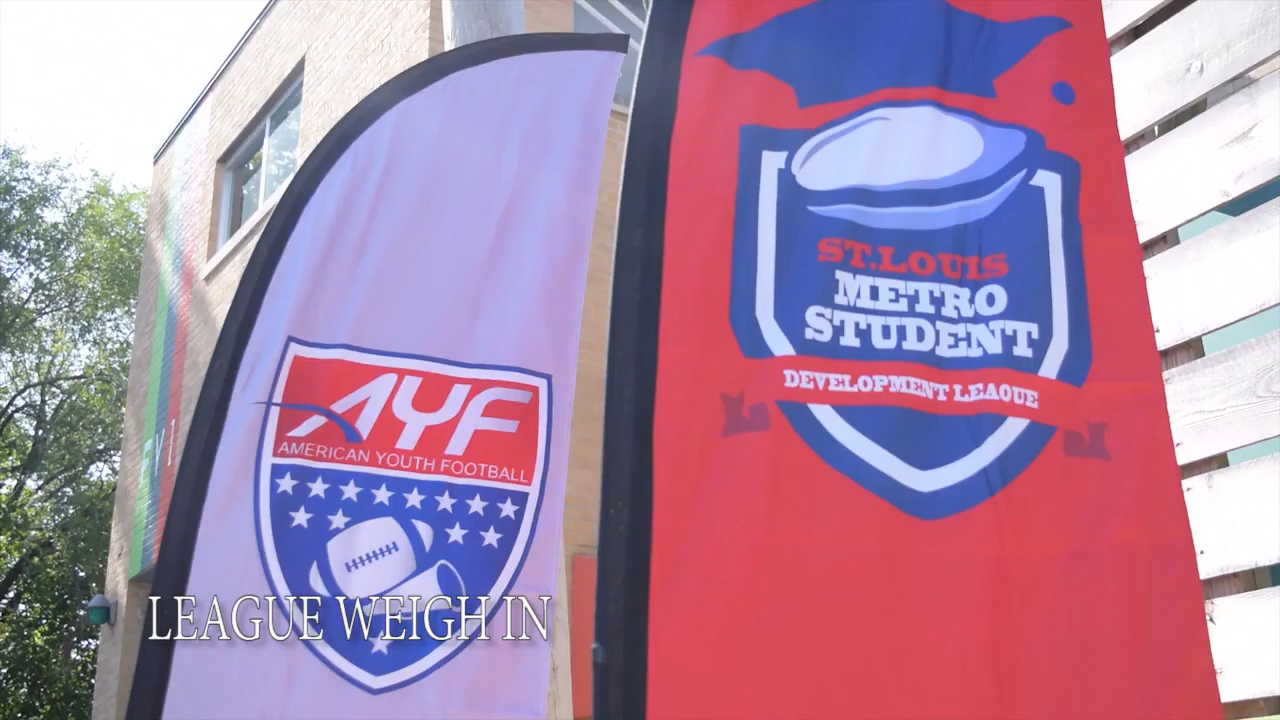 AYF
AMERICAN YOUTH FOOTBALL
ST.LOUIS
METRO
STUDENT
DEVELOPMENT LEAGUE
LEAGUE WEIGH IN